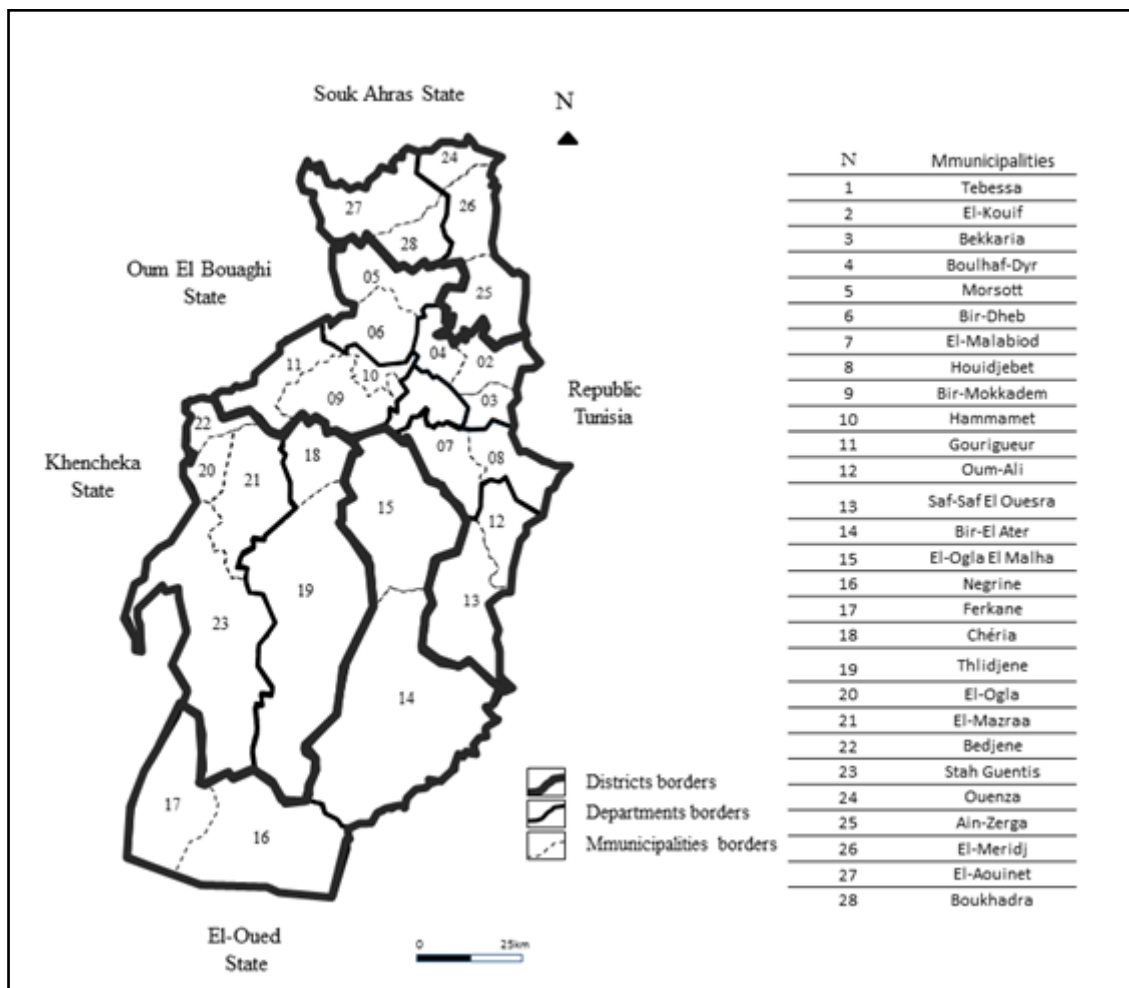 Souk Ahras State
N
24
27
26
28
Oum El Bouaghi
State
05
25
06
04
02
11
10
Republic
Tunisia
09
03
22
07
Khencheka
State
18
08
20
21
15
12
19
13
23
14
17
16
Districts borders
Departments borders
Mmunicipalities borders
El-Oued
State
0 25km
N Mmunicipalities
1 Tebessa
2 El-Kouif
3 Bekkaria
4 Boulhaf-Dyr
5 Morsott
6 Bir-Dheb
7 El-Malabiod
8 Houidjebet
9 Bir-Mokkadem
10 Hammamet
11 Gourigueur
12 Oum-Ali
13 Saf-Saf El Ouesra
14 Bir-El Ater
15 El-Ogla El Malha
16 Negrine
17 Ferkane
18 Chéria
19 Thlidjene
20 El-Ogla
21 El-Mazraa
22 Bedjene
23 Stah Guentis
24 Ouenza
25 Ain-Zerga
26 El-Meridj
27 El-Aouinet
28 Boukhadra